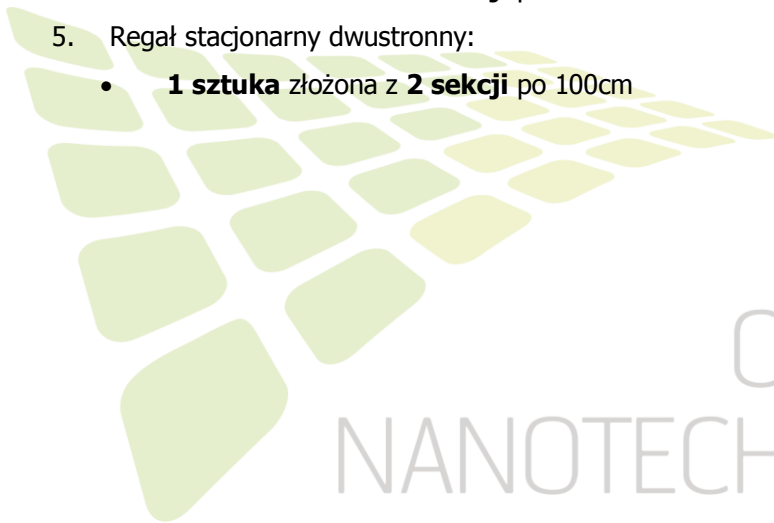 5. Regał stacjonarny dwustronny:
• 1 sztuka złożona z 2 sekcji po 100cm
NANOTECH